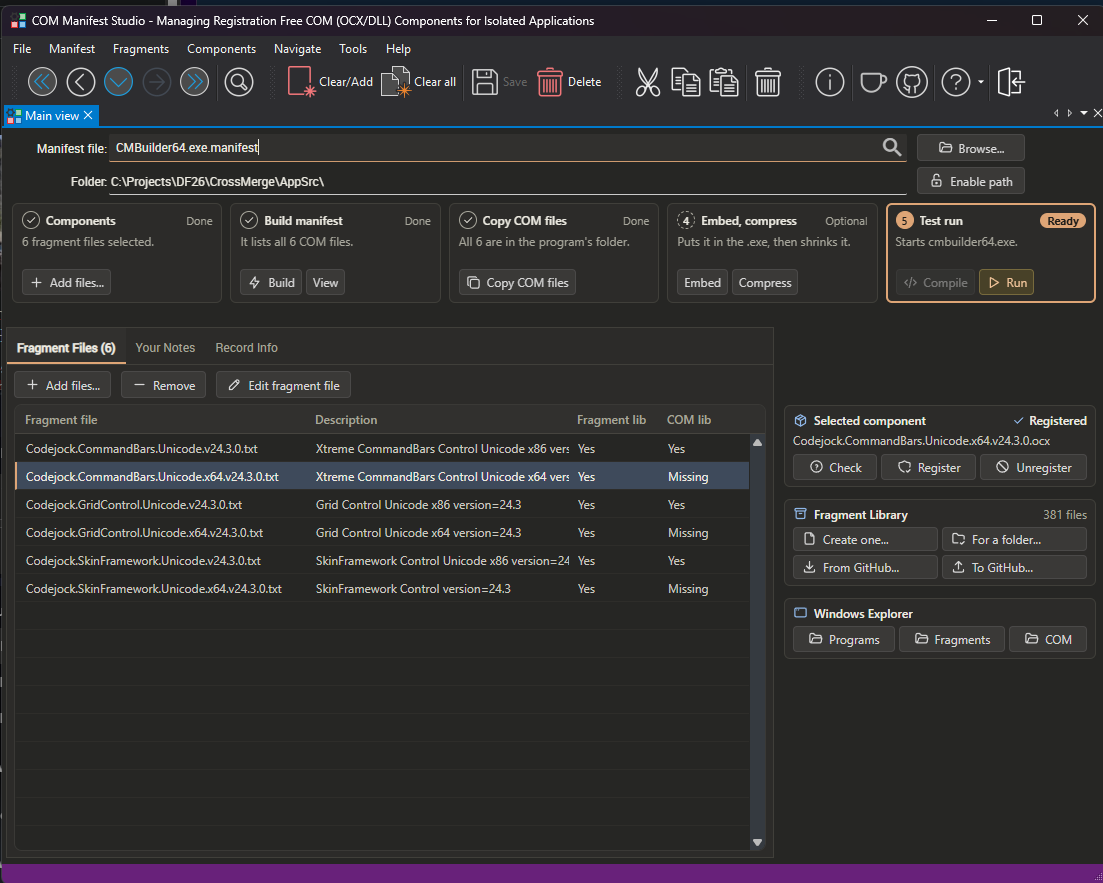 COM Manifest Studio - Managing Registration Free COM (OCX/DLL) Components for Isolated Applications
File Manifest Fragments Components Navigate Tools Help
Clear/Add Clear all Save Delete
Main view
Manifest file: CMBuilder64.exe.manifest Browse...
Folder: C:\Projects\DF26\CrossMerge\AppSrc\ Enable path
Components Done
6 fragment files selected.
Add files...
Build manifest Done
It lists all 6 COM files.
Build View
Copy COM files Done
All 6 are in the program's folder.
Copy COM files
4 Embed, compress Optional
Puts it in the .exe, then shrinks it.
Embed Compress
5 Test run Ready
Starts cmbuilder64.exe.
Compile Run
Fragment Files (6) Your Notes Record Info
Add files... Remove Edit fragment file
Fragment file Description Fragment lib COM lib
Codejock.CommandBars.Unicode.v24.3.0.txt Xtreme CommandBars Control Unicode x86 vers Yes Yes
Codejock.CommandBars.Unicode.x64.v24.3.0.txt Xtreme CommandBars Control Unicode x64 vers Yes Missing
Codejock.GridControl.Unicode.v24.3.0.txt Grid Control Unicode x86 version=24.3 Yes Yes
Codejock.GridControl.Unicode.x64.v24.3.0.txt Grid Control Unicode x64 version=24.3 Yes Missing
Codejock.SkinFramework.Unicode.v24.3.0.txt SkinFramework Control Unicode x86 version=24 Yes Yes
Codejock.SkinFramework.Unicode.x64.v24.3.0.txt SkinFramework Control version=24.3 Yes Missing
Selected component Registered
Codejock.CommandBars.Unicode.x64.v24.3.0.ocx
Check Register Unregister
Fragment Library 381 files
Create one... For a folder...
From GitHub... To GitHub...
Windows Explorer
Programs Fragments COM